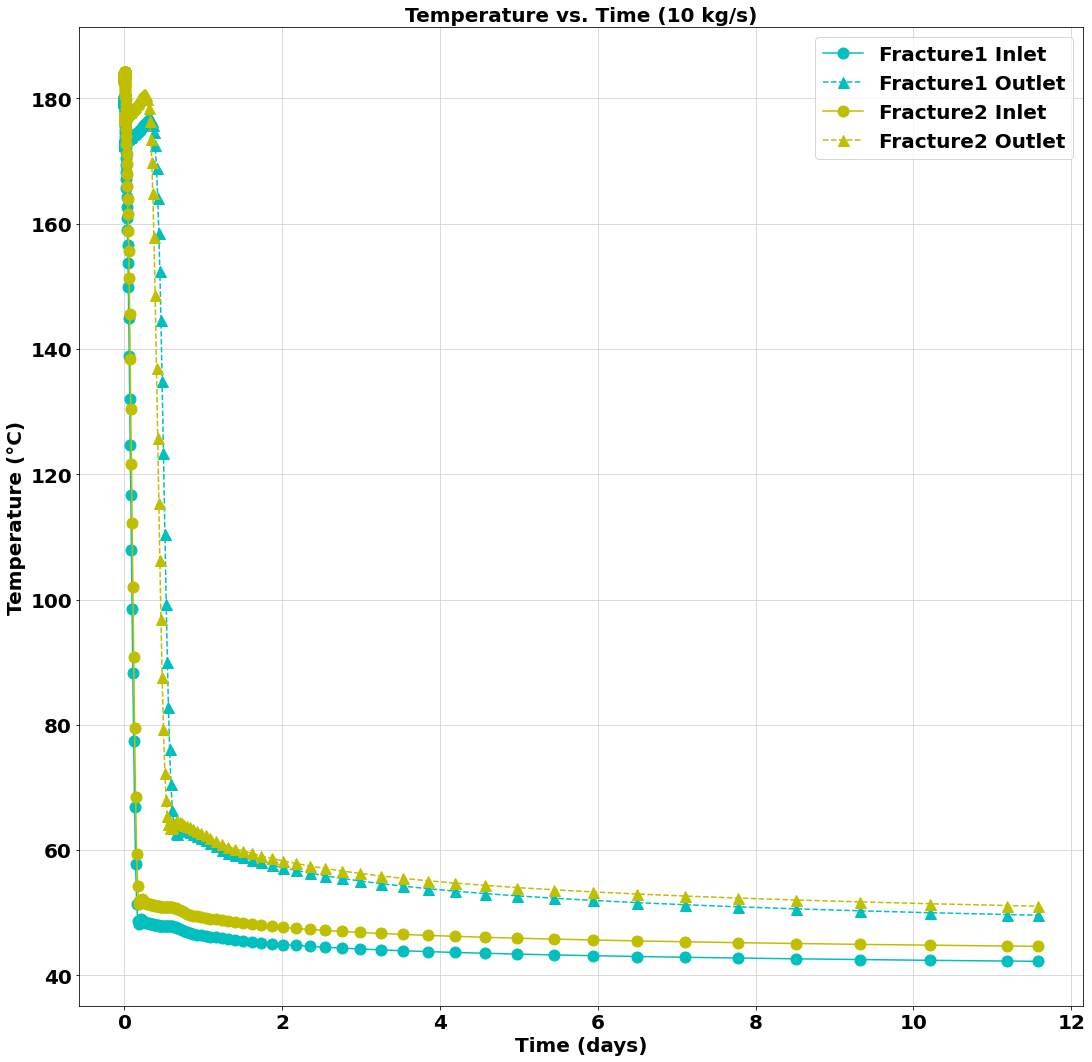 Temperature vs. Time (10 kg/s)
Fracture1 Inlet
Fracture1 Outlet
Fracture2 Inlet
Fracture2 Outlet
Temperature (°C)
180
160
140
120
100
80
60
40
0 2 4 6 8 10 12
Time (days)